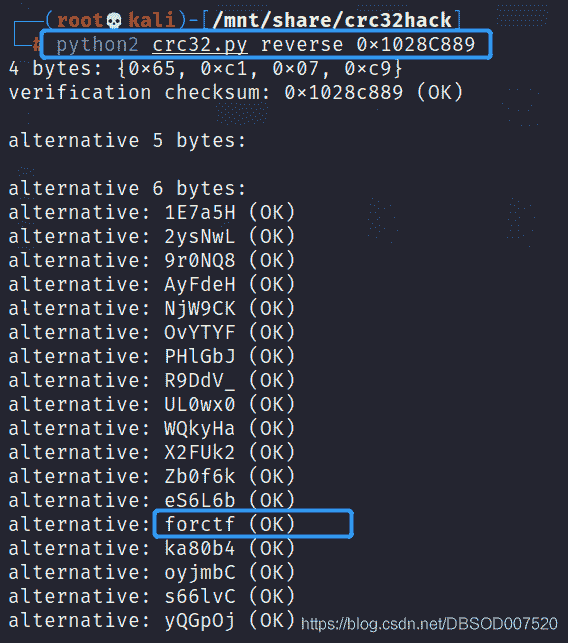 (root💀kali)-[/mnt/share/crc32hack]
# python2 crc32.py reverse 0×1028C889
4 bytes: {0×65, 0×c1, 0×07, 0×c9}
verification checksum: 0×1028c889 (OK)
alternative 5 bytes:
alternative 6 bytes:
alternative: 1E7a5H (OK)
alternative: 2ysNwL (OK)
alternative: 9r0NQ8 (OK)
alternative: AyFdeH (OK)
alternative: NjW9CK (OK)
alternative: OvYTYF (OK)
alternative: PHlGbJ (OK)
alternative: R9DdV_ (OK)
alternative: UL0wx0 (OK)
alternative: WQkyHa (OK)
alternative: X2FUk2 (OK)
alternative: Zb0f6k (OK)
alternative: eS6L6b (OK)
alternative: forctf (OK)
alternative: ka80b4 (OK)
alternative: oyjmbC (OK)
alternative: s66lvC (OK)
alternative: yQGpOj (OK)
https://blog.csdn.net/DBSOD007520